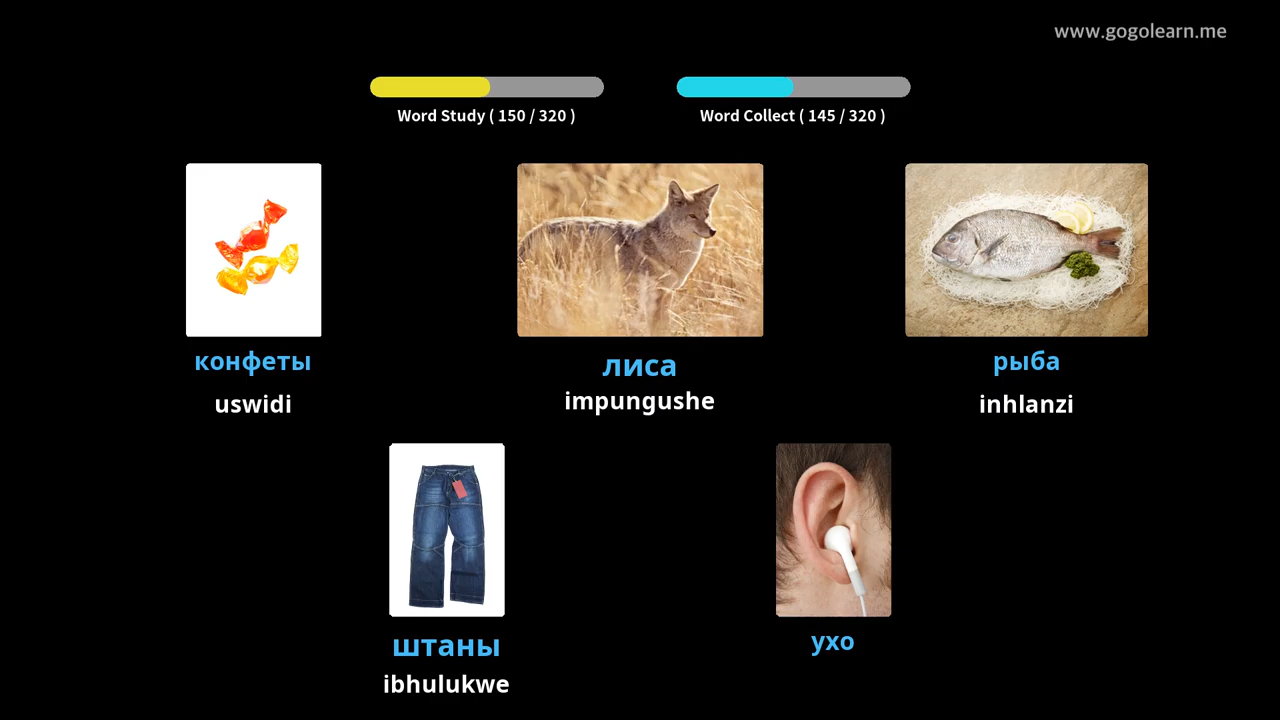 www.gogolearn.me
Word Study ( 150 / 320 )
Word Collect ( 145 / 320 )
конфеты
лиса
рыба
uswidi
impungushe
inhlanzi
штаны
ухо
ibhulukwe